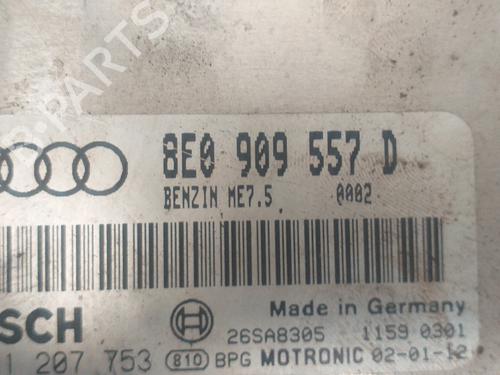 8E0 909 557 D
BENZIN ME7.5 0002
SCH
Made in Germany
26SA8305 1159 0301
1 207 753 810 BPG MOTRONIC 02-01-12